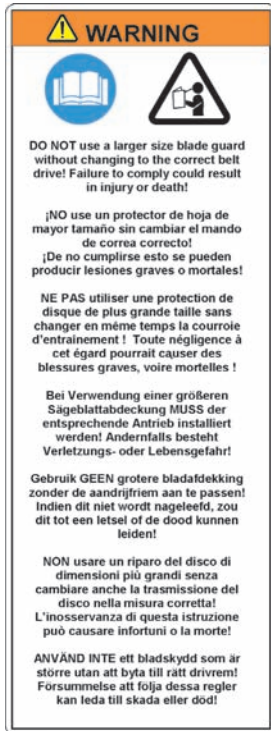 WARNING
DO NOT use a larger size blade guard
without changing to the correct belt
drive! Failure to comply could result
in injury or death!
¡NO use un protector de hoja de
mayor tamaño sin cambiar el mando
de correa correcto!
¡De no cumplirse esto se pueden
producir lesiones graves o mortales!
NE PAS utiliser une protection de
disque de plus grande taille sans
changer en même temps la courroie
d'entraînement ! Toute négligence à
cet égard pourrait causer des
blessures graves, voire mortelles !
Bei Verwendung einer größeren
Sägeblattabdeckung MUSS der
entsprechende Antrieb installiert
werden! Andernfalls besteht
Verletzungs- oder Lebensgefahr!
Gebruik GEEN grotere bladafdekking
zonder de aandrijfriem aan te passen!
Indien dit niet wordt nageleefd, zou
dit tot een letsel of de dood kunnen
leiden!
NON usare un riparo del disco di
dimensioni più grandi senza
cambiare anche la trasmissione del
disco nella misura corretta!
L'inosservanza di questa istruzione
può causare infortuni o la morte!
ANVÄND INTE ett bladskydd som är
större utan att byta till rätt drivrem!
Försummelse att följa dessa regler
kan leda till skada eller död!